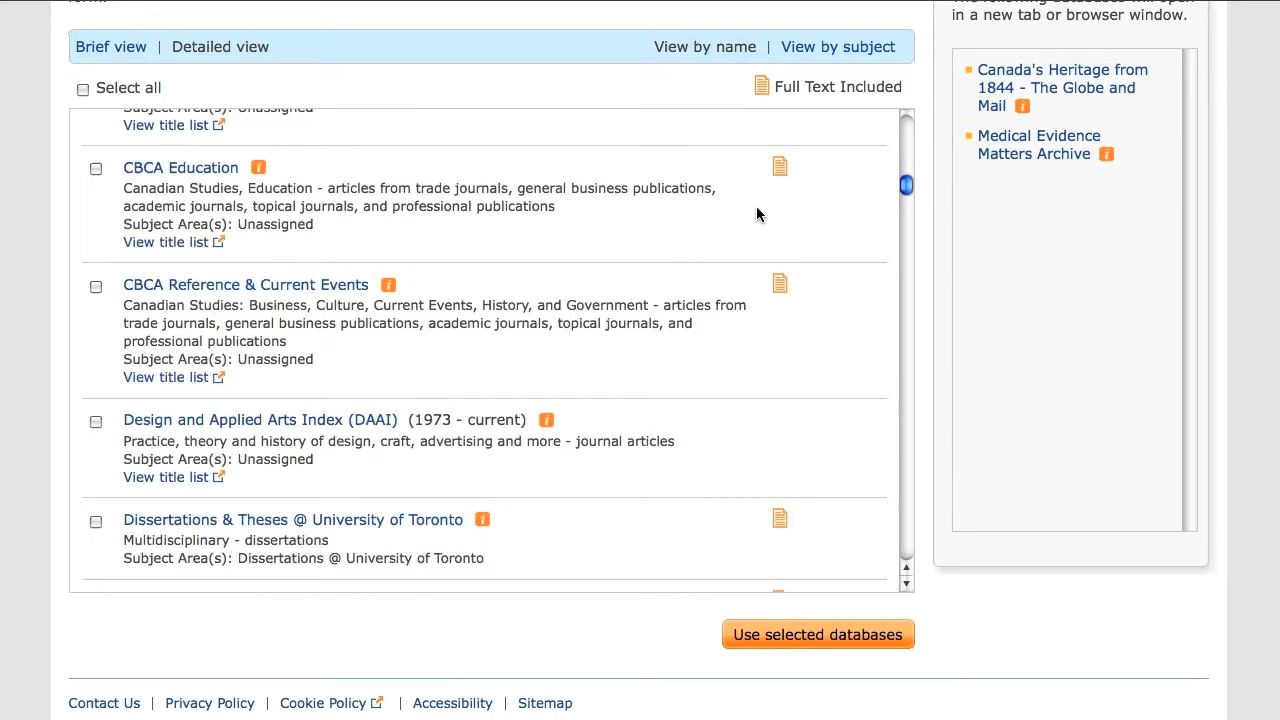 in a new tab or browser window.
Brief view | Detailed view
View by name | View by subject
Select all
Full Text Included
Subject Area(s): Unassigned
View title list
CBCA Education
Canadian Studies, Education - articles from trade journals, general business publications,
academic journals, topical journals, and professional publications
Subject Area(s): Unassigned
View title list
CBCA Reference & Current Events
Canadian Studies: Business, Culture, Current Events, History, and Government - articles from
trade journals, general business publications, academic journals, topical journals, and
professional publications
Subject Area(s): Unassigned
View title list
Design and Applied Arts Index (DAAI) (1973 - current)
Practice, theory and history of design, craft, advertising and more - journal articles
Subject Area(s): Unassigned
View title list
Dissertations & Theses @ University of Toronto
Multidisciplinary - dissertations
Subject Area(s): Dissertations @ University of Toronto
Canada's Heritage from
1844 - The Globe and
Mail
Medical Evidence
Matters Archive
Use selected databases
Contact Us | Privacy Policy | Cookie Policy | Accessibility | Sitemap